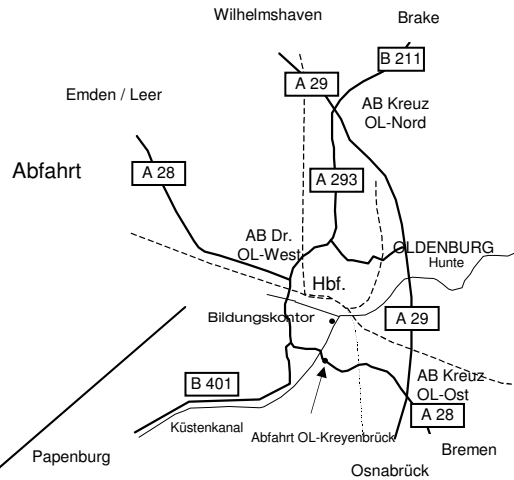 Wilhelmshaven
Brake
B 211
A 29
Emden / Leer
AB Kreuz
OL-Nord
Abfahrt
A 28
A 293
AB Dr.
OL-West
OLDENBURG
Hunte
Hbf.
Bildungskontor
A 29
B 401
AB Kreuz
OL-Ost
A 28
Küstenkanal
Abfahrt OL-Kreyenbrück
Papenburg
Bremen
Osnabrück